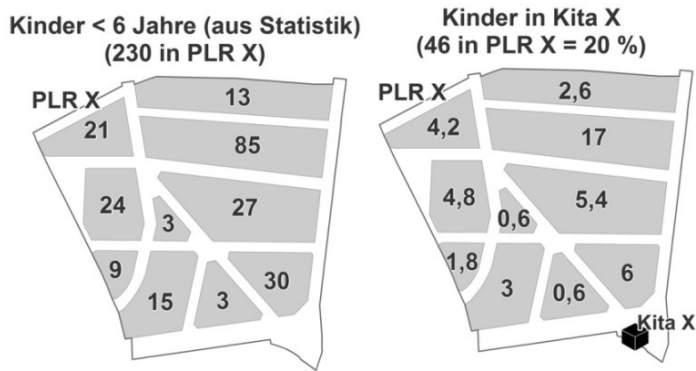 Kinder < 6 Jahre (aus Statistik)
(230 in PLR X)
PLR X
13
21
85
24
3
27
9
15
3
30
Kinder in Kita X
(46 in PLR X = 20 %)
PLR X
2,6
4,2
17
4,8
0,6
5,4
1,8
3
0,6
6
Kita X